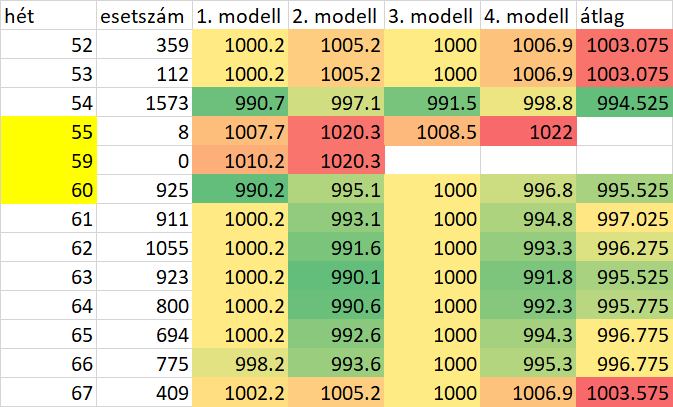 hét esetszám 1. modell 2. modell 3. modell 4. modell átlag
52 359 1000.2 1005.2 1000 1006.9 1003.075
53 112 1000.2 1005.2 1000 1006.9 1003.075
54 1573 990.7 997.1 991.5 998.8 994.525
55 8 1007.7 1020.3 1008.5 1022
59 0 1010.2 1020.3
60 925 990.2 995.1 1000 996.8 995.525
61 911 1000.2 993.1 1000 994.8 997.025
62 1055 1000.2 991.6 1000 993.3 996.275
63 923 1000.2 990.1 1000 991.8 995.525
64 800 1000.2 990.6 1000 992.3 995.775
65 694 1000.2 992.6 1000 994.3 996.775
66 775 998.2 993.6 1000 995.3 996.775
67 409 1002.2 1005.2 1000 1006.9 1003.575